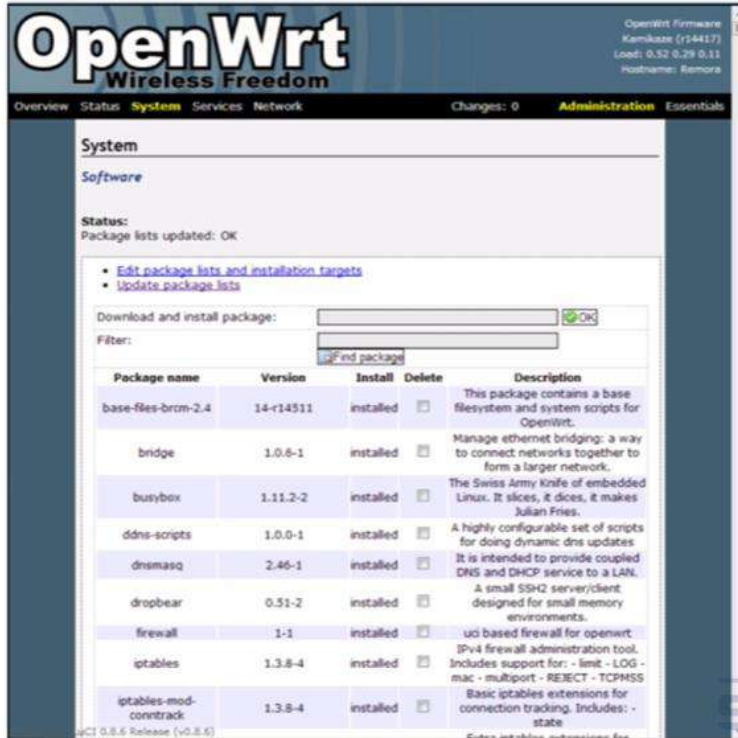 OpenWrt
Wireless Freedom
OpenWrt Firmware
Kamikaze (r14417)
Load: 0.52 0.29 0.11
Hostname: Remora
Overview Status System Services Network Changes: 0 Administration Essentials
System
Software
Status:
Package lists updated: OK
Edit package lists and installation targets
Update package lists
Download and install package: OK
Filter:
Find package
Package name Version Install Delete Description
base-files-brcm-2.4 14-r14511 installed This package contains a base
filesystem and system scripts for
OpenWrt.
bridge 1.0.6-1 installed Manage ethernet bridging: a way
to connect networks together to
form a larger network.
busybox 1.11.2-2 installed The Swiss Army Knife of embedded
Linux. It slices, it dices, it makes
Julian Fries.
ddns-scripts 1.0.0-1 installed A highly configurable set of scripts
for doing dynamic dns updates
dnsmasq 2.46-1 installed It is intended to provide coupled
DNS and DHCP service to a LAN.
dropbear 0.51-2 installed A small SSH2 server/client
designed for small memory
environments.
firewall 1-1 installed uci based firewall for openwrt
iptables 1.3.8-4 installed IPv4 firewall administration tool.
Includes support for: - limit - LOG -
mac - multiport - REJECT - TCPMSS
iptables-mod-
conntrack 1.3.8-4 installed Basic iptables extensions for
connection tracking. Includes: -
state
uCI 0.8.6 Release (v0.8.6)
Extra iptables extensions for